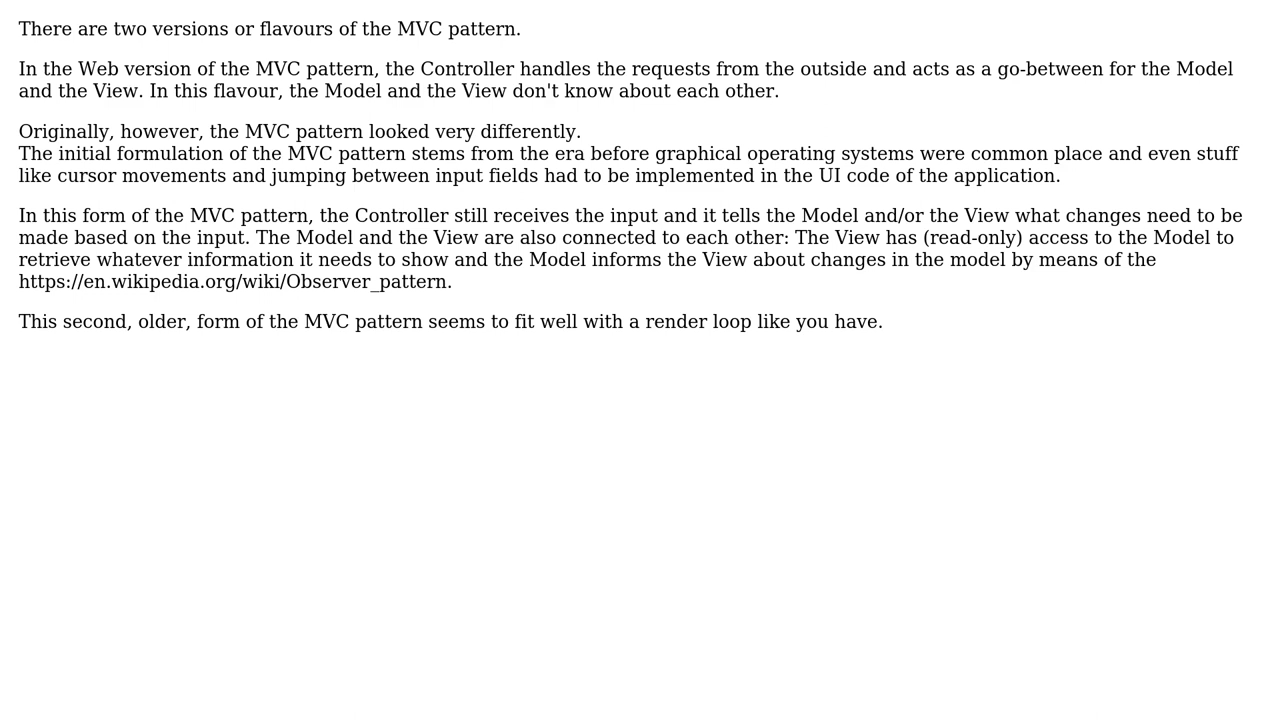 There are two versions or flavours of the MVC pattern.
In the Web version of the MVC pattern, the Controller handles the requests from the outside and acts as a go-between for the Model
and the View. In this flavour, the Model and the View don't know about each other.
Originally, however, the MVC pattern looked very differently.
The initial formulation of the MVC pattern stems from the era before graphical operating systems were common place and even stuff
like cursor movements and jumping between input fields had to be implemented in the UI code of the application.
In this form of the MVC pattern, the Controller still receives the input and it tells the Model and/or the View what changes need to be
made based on the input. The Model and the View are also connected to each other: The View has (read-only) access to the Model to
retrieve whatever information it needs to show and the Model informs the View about changes in the model by means of the
https://en.wikipedia.org/wiki/Observer_pattern.
This second, older, form of the MVC pattern seems to fit well with a render loop like you have.